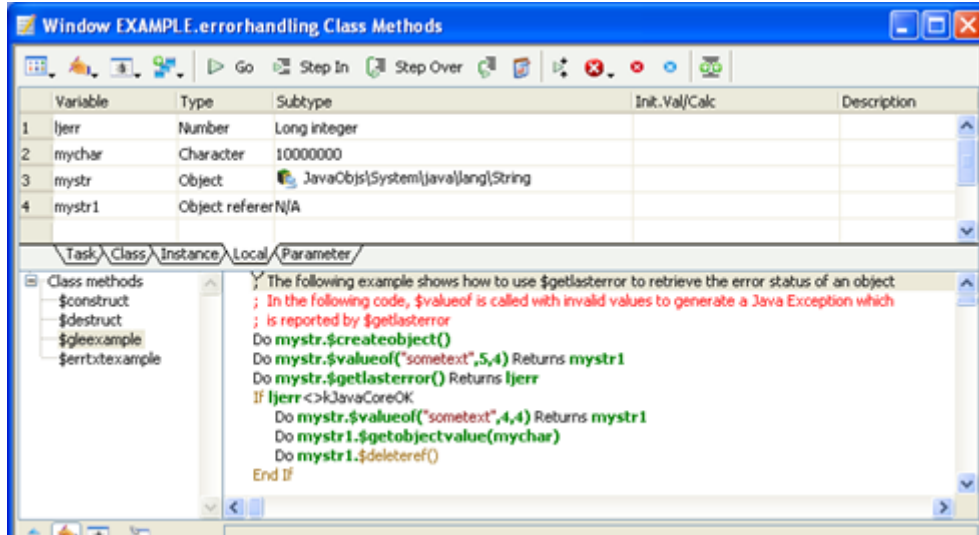 Window EXAMPLE.errorhandling Class Methods
Go Step In Step Over
Variable Type Subtype Init.Val/Calc Description
1 ljerr Number Long integer
2 mychar Character 10000000
3 mystr Object JavaObjs\System\java\lang\String
4 mystr1 Object referer N/A
Task Class Instance Local Parameter
Class methods
$construct
$destruct
$gleexample
$errtxtexample
; The following example shows how to use $getlasterror to retrieve the error status of an object
; In the following code, $valueof is called with invalid values to generate a Java Exception which
; is reported by $getlasterror
Do mystr.$createobject()
Do mystr.$valueof("sometext",5,4) Returns mystr1
Do mystr.$getlasterror() Returns ljerr
If ljerr<>kJavaCoreOK
Do mystr.$valueof("sometext",4,4) Returns mystr1
Do mystr1.$getobjectvalue(mychar)
Do mystr1.$deleteref()
End If